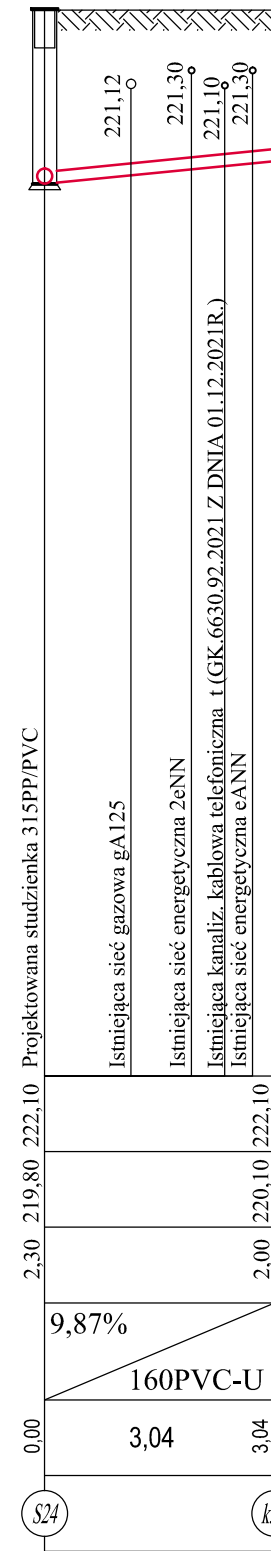 221,12
221,30
221,10
221,30
Projektowana studzienka 315PP/PVC
Istniejąca sieć gazowa gA125
Istniejąca sieć energetyczna 2eNN
Istniejąca kanaliz. kablowa telefoniczna t (GK.6630.92.2021 Z DNIA 01.12.2021R.)
Istniejąca sieć energetyczna eANN
222,10
222,10
219,80
220,10
2,30
2,00
9,87%
160PVC-U
0,00
3,04
3,04
S24